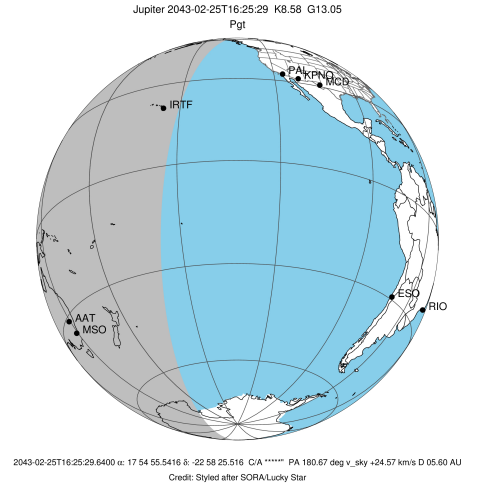 Jupiter 2043-02-25T16:25:29 K8.58 G13.05
Pgt
PAL
KPNO
MCD
IRTF
ESO
RIO
AAT
MSO
2043-02-25T16:25:29.6400 α: 17 54 55.5416 δ: -22 58 25.516 C/A *****" PA 180.67 deg v_sky +24.57 km/s D 05.60 AU
Credit: Styled after SORA/Lucky Star